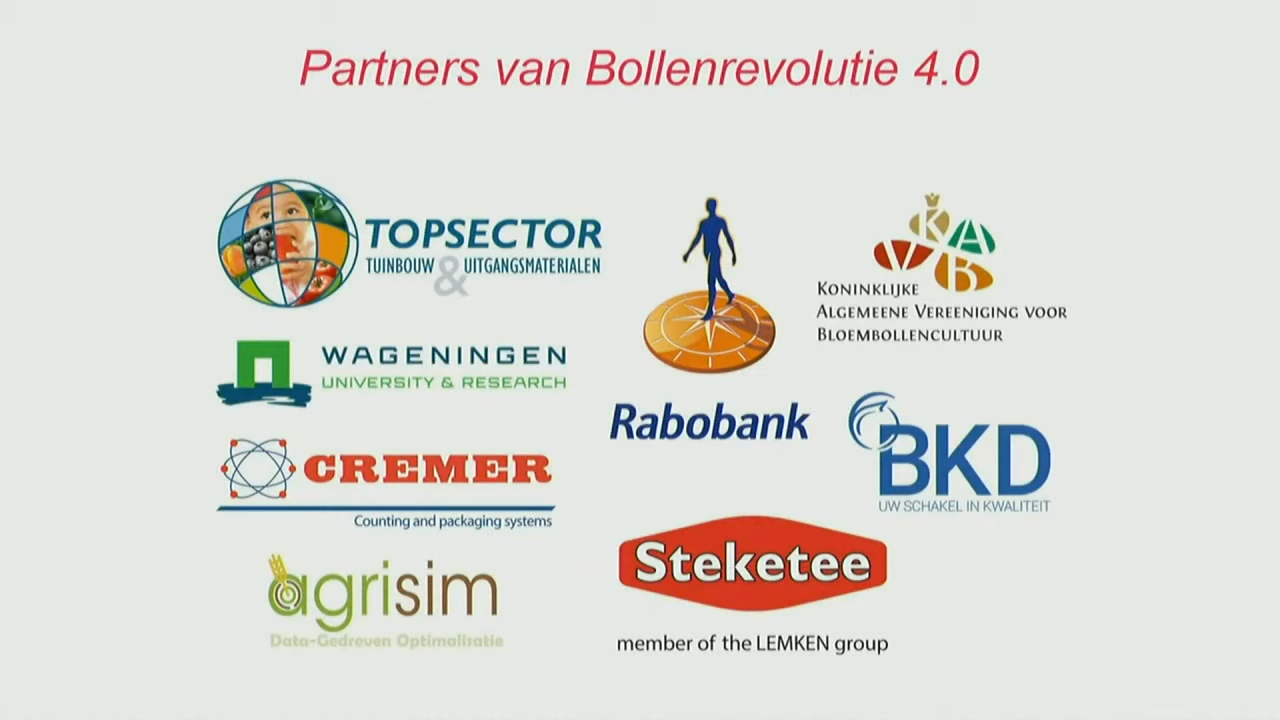 Partners van Bollenrevolutie 4.0
TOPSECTOR
TUINBOUW & UITGANGSMATERIALEN
WAGENINGEN
UNIVERSITY & RESEARCH
CREMER
Counting and packaging systems
agrisim
Data-Gedreven Optimalisatie
Rabobank
Steketee
member of the LEMKEN group
KAVB
KONINKLIJKE
ALGEMEENE VEREENIGING VOOR
BLOEMBOLLENCULTUUR
BKD
UW SCHAKEL IN KWALITEIT